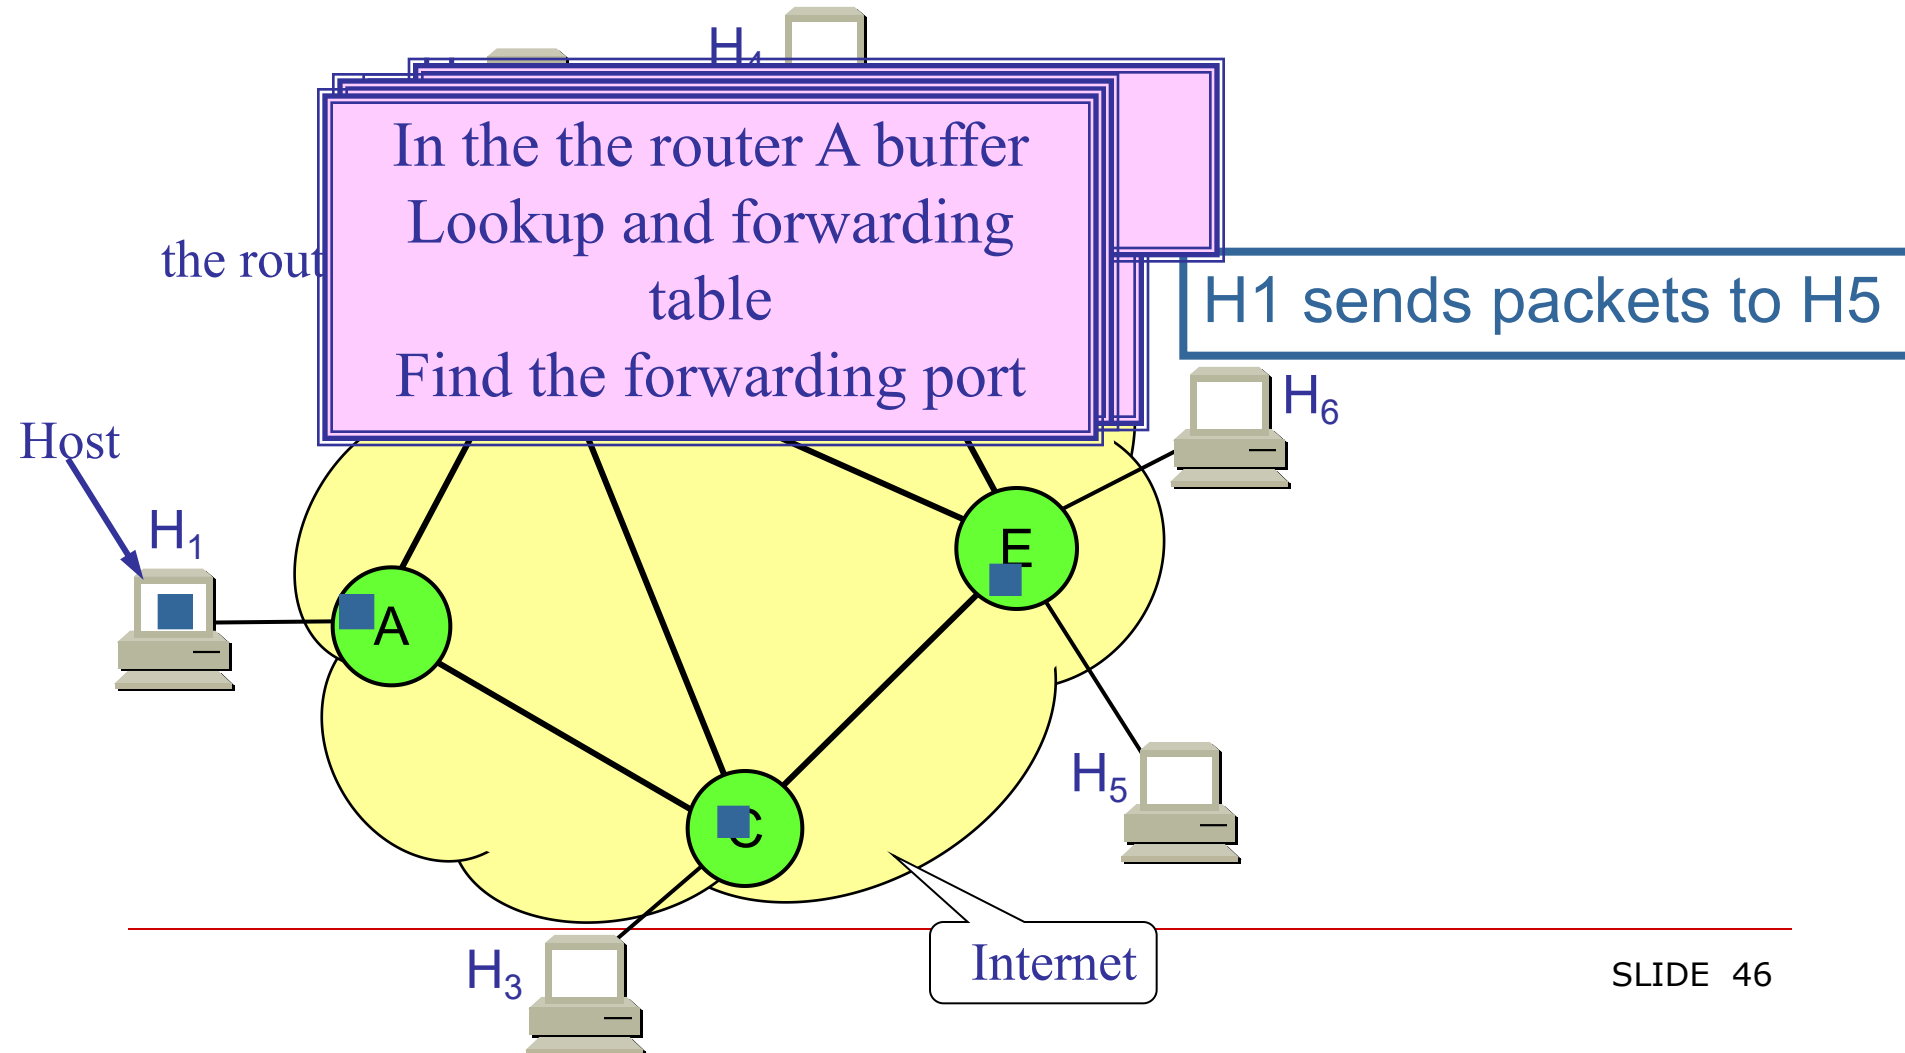 H4
In the the router A buffer
Lookup and forwarding
table
Find the forwarding port
the rout
H1 sends packets to H5
H6
Host
H1
E
A
H5
C
Internet
H3
SLIDE 46